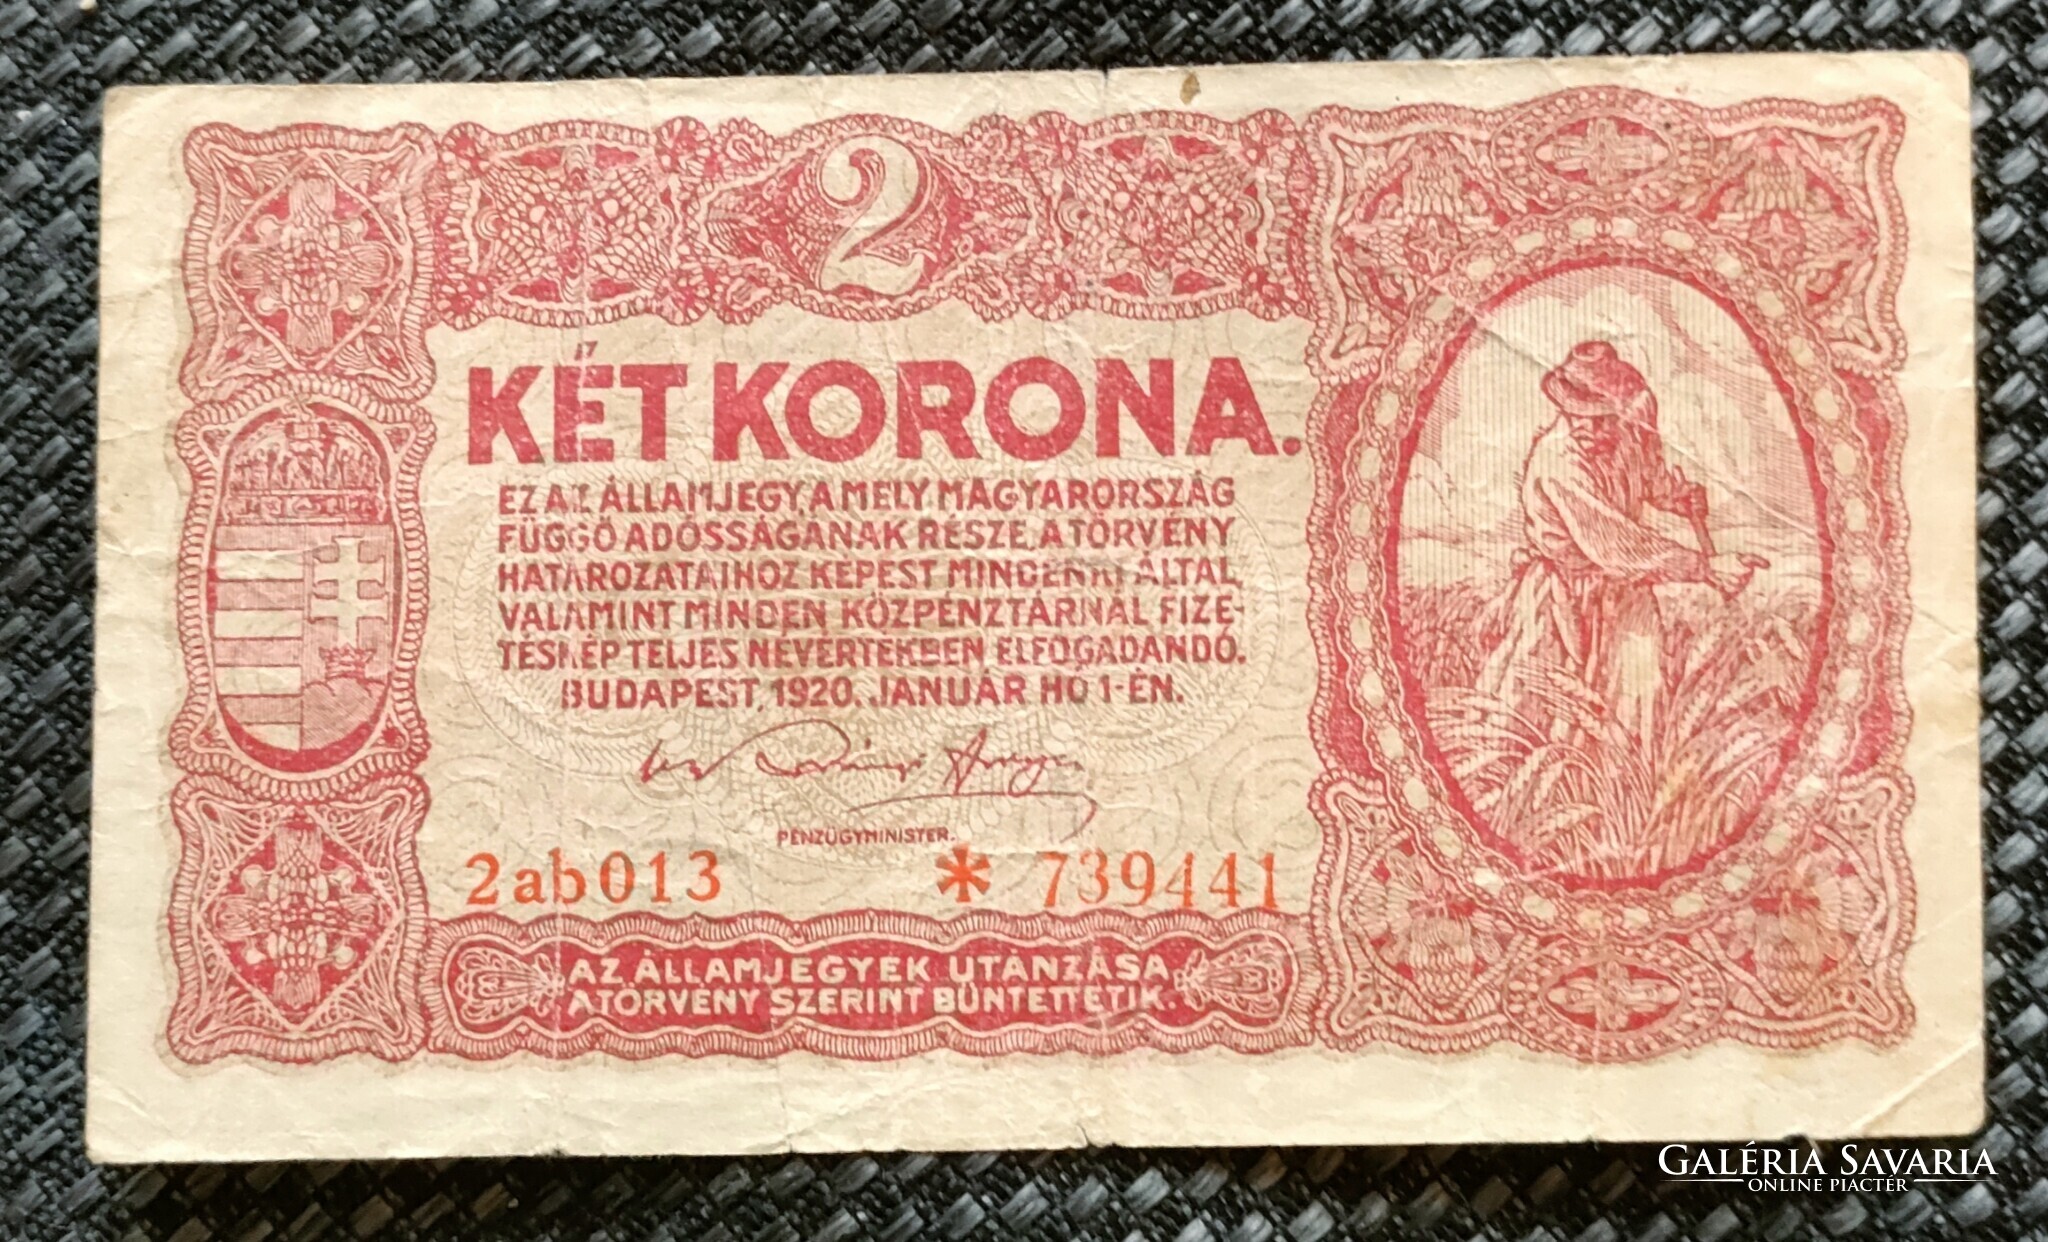 2
KÉT KORONA.
EZ AZ ÁLLAMJEGY, AMELY MAGYARORSZÁG
FÜGGŐ ADÓSSÁGÁNAK RÉSZE, A TÖRVÉNY
HATÁROZATAIHOZ KÉPEST MINDENKI ÁLTAL,
VALAMINT MINDEN KÖZPÉNZTÁRNÁL FIZE-
TÉSKÉP TELJES NÉVÉRTÉKBEN ELFOGADANDÓ.
BUDAPEST, 1920. JANUÁR HÓ 1-ÉN.
PÉNZÜGYMINISTER.
2ab013 * 739441
AZ ÁLLAMJEGYEK UTÁNZÁSA
A TÖRVÉNY SZERINT BÜNTETTETIK.
GALÉRIA SAVARIA
ONLINE PIACTÉR